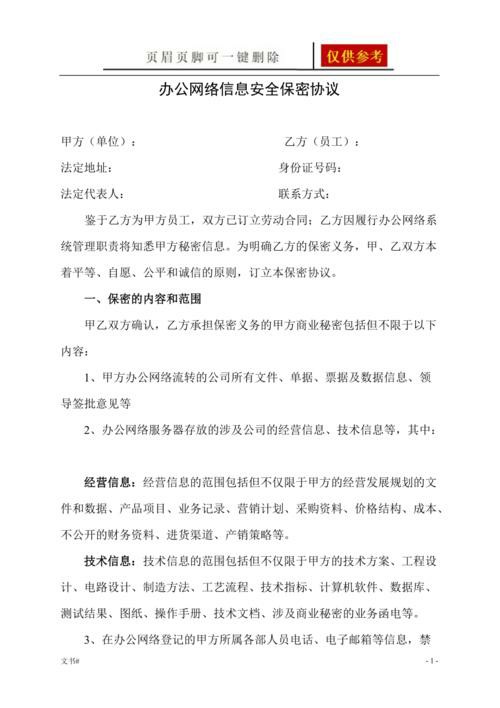 页眉页脚可一键删除 仅供参考
办公网络信息安全保密协议
甲方（单位）： 乙方（员工）：
法定地址： 身份证号码：
法定代表人： 联系方式：
鉴于乙方为甲方员工，双方已订立劳动合同；乙方因履行办公网络系
统管理职责将知悉甲方秘密信息。为明确乙方的保密义务，甲、乙双方本
着平等、自愿、公平和诚信的原则，订立本保密协议。
一、保密的内容和范围
甲乙双方确认，乙方承担保密义务的甲方商业秘密包括但不限于以下
内容：
1、甲方办公网络流转的公司所有文件、单据、票据及数据信息、领
导签批意见等
2、办公网络服务器存放的涉及公司的经营信息、技术信息等，其中：
经营信息：经营信息的范围包括但不仅限于甲方的经营发展规划的文
件和数据、产品项目、业务记录、营销计划、采购资料、价格结构、成本、
不公开的财务资料、进货渠道、产销策略等。
技术信息：技术信息的范围包括但不仅限于甲方的技术方案、工程设
计、电路设计、制造方法、工艺流程、技术指标、计算机软件、数据库、
测试结果、图纸、操作手册、技术文档、涉及商业秘密的业务函电等。
3、在办公网络登记的甲方所属各部人员电话、电子邮箱等信息，禁
文书# - 1 -